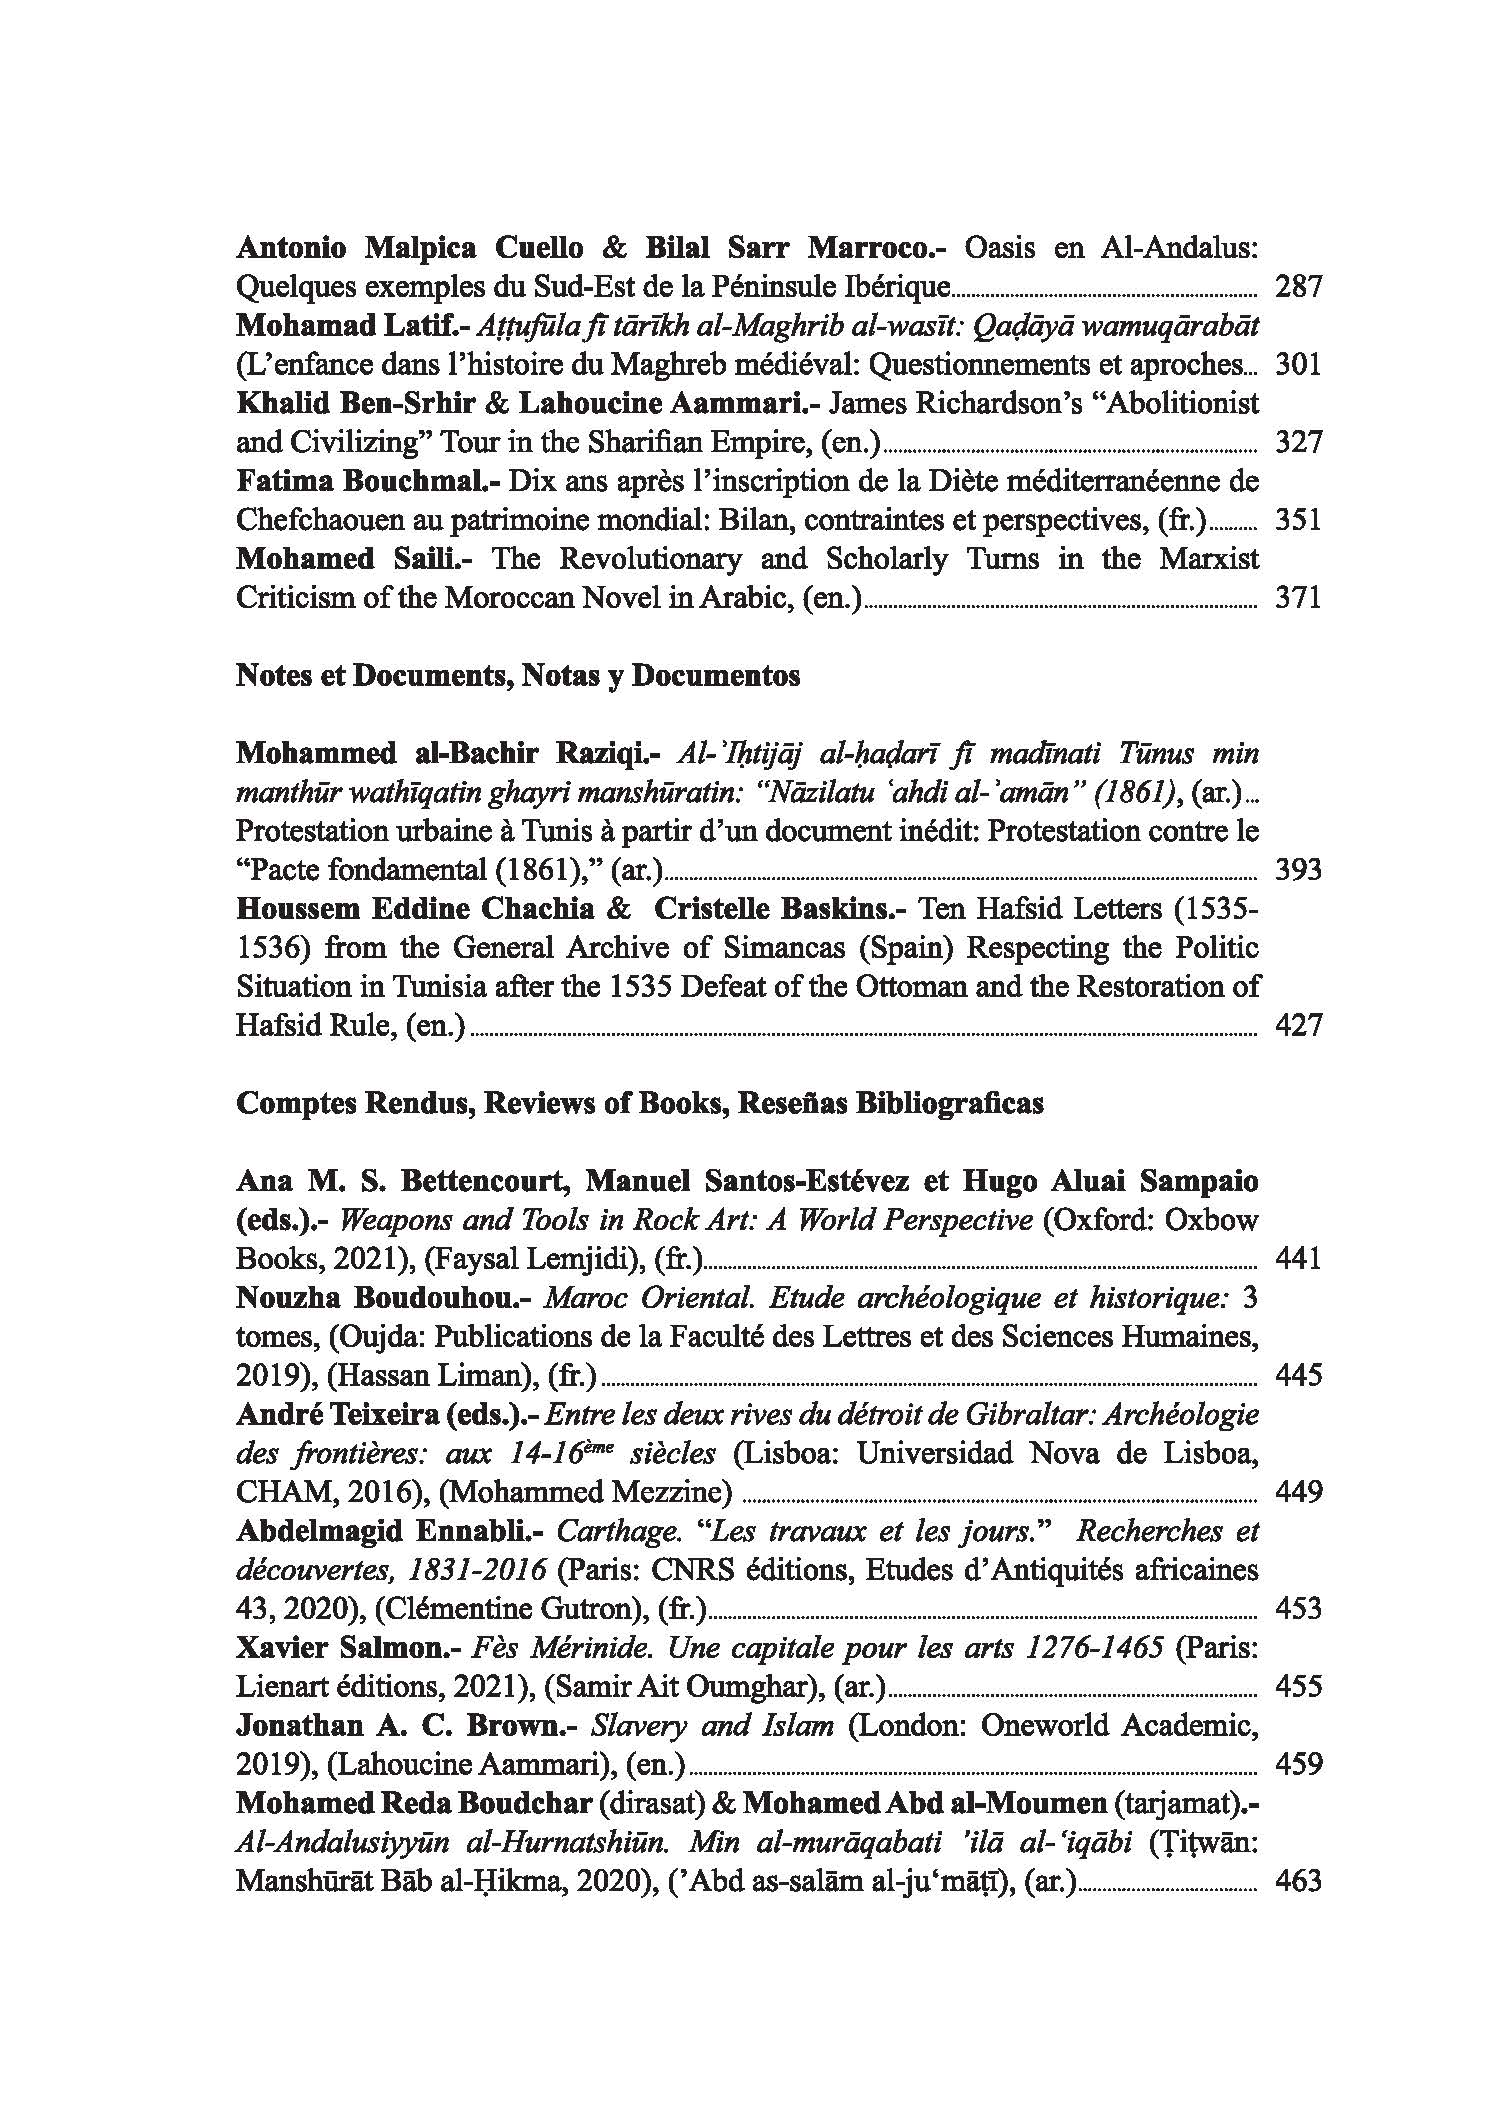 Antonio Malpica Cuello & Bilal Sarr Marroco.- Oasis en Al-Andalus:
Quelques exemples du Sud-Est de la Péninsule Ibérique.......... 287
Mohamad Latif.- Aṭṭufūla fī tārīkh al-Maghrib al-wasīt: Qaḍāyā wamuqārabāt
(L’enfance dans l’histoire du Maghreb médiéval: Questionnements et aproches... 301
Khalid Ben-Srhir & Lahoucine Aammari.- James Richardson’s “Abolitionist
and Civilizing” Tour in the Sharifian Empire, (en.).......... 327
Fatima Bouchmal.- Dix ans après l’inscription de la Diète méditerranéenne de
Chefchaouen au patrimoine mondial: Bilan, contraintes et perspectives, (fr.).......... 351
Mohamed Saili.- The Revolutionary and Scholarly Turns in the Marxist
Criticism of the Moroccan Novel in Arabic, (en.).......... 371
Notes et Documents, Notas y Documentos
Mohammed al-Bachir Raziqi.- Al-ʾIḥtijāj al-ḥaḍarī fī madīnati Tūnus min
manthūr wathīqatin ghayri manshūratin: “Nāzilatu ʿahdi al-ʾamān” (1861), (ar.)...
Protestation urbaine à Tunis à partir d’un document inédit: Protestation contre le
“Pacte fondamental (1861),” (ar.).......... 393
Houssem Eddine Chachia & Cristelle Baskins.- Ten Hafsid Letters (1535-
1536) from the General Archive of Simancas (Spain) Respecting the Politic
Situation in Tunisia after the 1535 Defeat of the Ottoman and the Restoration of
Hafsid Rule, (en.) .......... 427
Comptes Rendus, Reviews of Books, Reseñas Bibliograficas
Ana M. S. Bettencourt, Manuel Santos-Estévez et Hugo Aluai Sampaio
(eds.).- Weapons and Tools in Rock Art: A World Perspective (Oxford: Oxbow
Books, 2021), (Faysal Lemjidi), (fr.).......... 441
Nouzha Boudouhou.- Maroc Oriental. Etude archéologique et historique: 3
tomes, (Oujda: Publications de la Faculté des Lettres et des Sciences Humaines,
2019), (Hassan Liman), (fr.) .......... 445
André Teixeira (eds.).- Entre les deux rives du détroit de Gibraltar: Archéologie
des frontières: aux 14-16ème siècles (Lisboa: Universidad Nova de Lisboa,
CHAM, 2016), (Mohammed Mezzine) .......... 449
Abdelmagid Ennabli.- Carthage. “Les travaux et les jours.” Recherches et
découvertes, 1831-2016 (Paris: CNRS éditions, Etudes d’Antiquités africaines
43, 2020), (Clémentine Gutron), (fr.).......... 453
Xavier Salmon.- Fès Mérinide. Une capitale pour les arts 1276-1465 (Paris:
Lienart éditions, 2021), (Samir Ait Oumghar), (ar.).......... 455
Jonathan A. C. Brown.- Slavery and Islam (London: Oneworld Academic,
2019), (Lahoucine Aammari), (en.).......... 459
Mohamed Reda Boudchar (dirasat) & Mohamed Abd al-Moumen (tarjamat).-
Al-Andalusiyyūn al-Hurnatshiūn. Min al-murāqabati ’ilā al-‘iqābi (Ṭiṭwān:
Manshūrāt Bāb al-Ḥikma, 2020), (’Abd as-salām al-ju‘māṭī), (ar.).......... 463